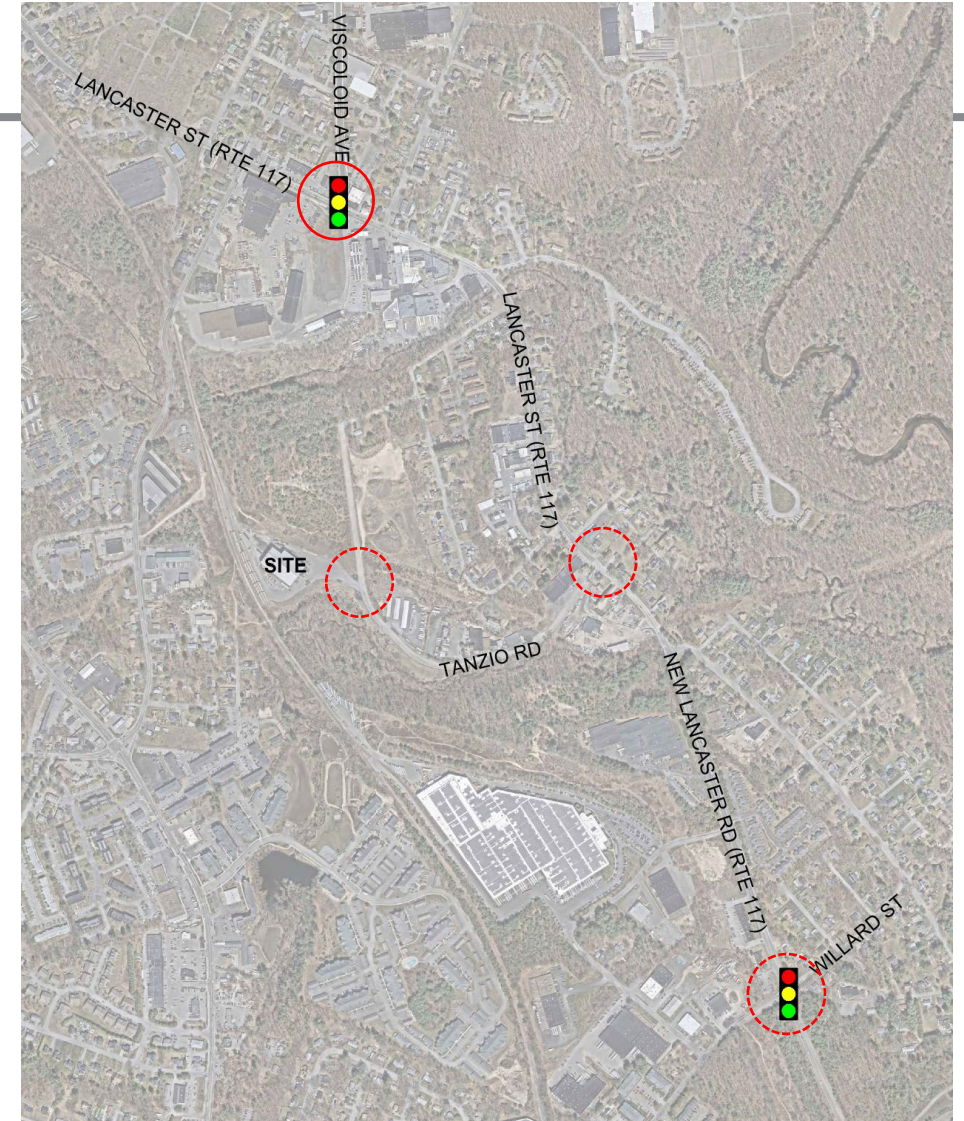 VISCOLOID AVE
LANCASTER ST (RTE 117)
LANCASTER ST (RTE 117)
SITE
TANZIO RD
NEW LANCASTER RD (RTE 117)
WILLARD ST